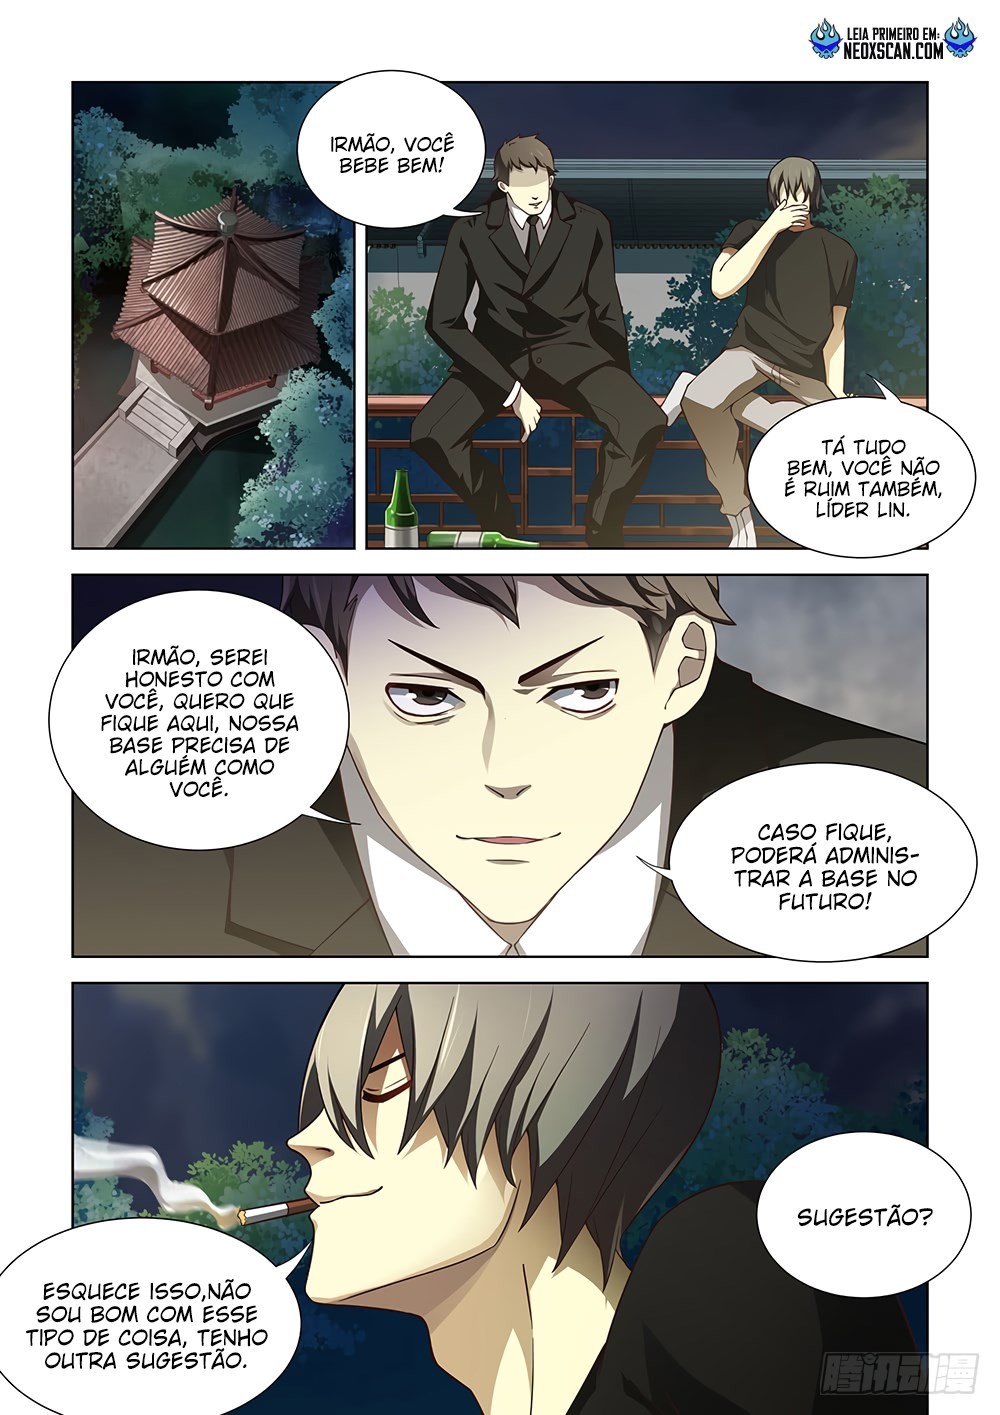 LEIA PRIMEIRO EM:
NEOXSCAN.COM
IRMÃO, VOCÊ
BEBE BEM!
TÁ TUDO
BEM, VOCÊ NÃO
É RUIM TAMBÉM,
LÍDER LIN.
IRMÃO, SEREI
HONESTO COM
VOCÊ, QUERO QUE
FIQUE AQUI, NOSSA
BASE PRECISA DE
ALGUÉM COMO
VOCÊ.
CASO FIQUE,
PODERÁ ADMINIS-
TRAR A BASE NO
FUTURO!
ESQUECE ISSO,NÃO
SOU BOM COM ESSE
TIPO DE COISA, TENHO
OUTRA SUGESTÃO.
SUGESTÃO?
腾讯动漫